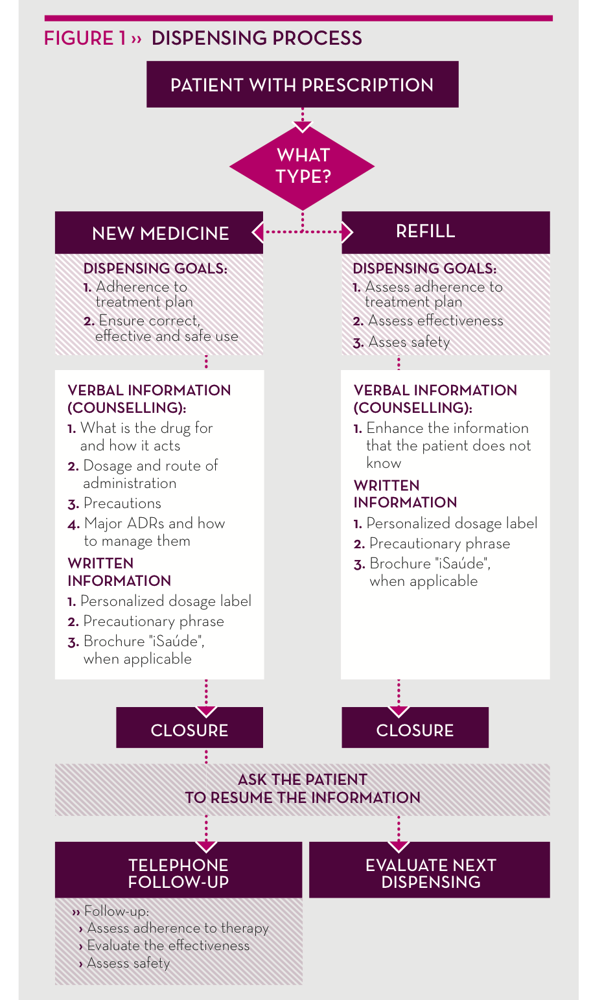 FIGURE 1 ›› DISPENSING PROCESS
PATIENT WITH PRESCRIPTION
WHAT
TYPE?
NEW MEDICINE
DISPENSING GOALS:
1. Adherence to
treatment plan
2. Ensure correct,
effective and safe use
VERBAL INFORMATION
(COUNSELLING):
1. What is the drug for
and how it acts
2. Dosage and route of
administration
3. Precautions
4. Major ADRs and how
to manage them
WRITTEN
INFORMATION
1. Personalized dosage label
2. Precautionary phrase
3. Brochure "iSaúde",
when applicable
CLOSURE
REFILL
DISPENSING GOALS:
1. Assess adherence to
treatment plan
2. Assess effectiveness
3. Asses safety
VERBAL INFORMATION
(COUNSELLING):
1. Enhance the information
that the patient does not
know
WRITTEN
INFORMATION
1. Personalized dosage label
2. Precautionary phrase
3. Brochure "iSaúde",
when applicable
CLOSURE
ASK THE PATIENT
TO RESUME THE INFORMATION
TELEPHONE
FOLLOW-UP
›› Follow-up:
› Assess adherence to therapy
› Evaluate the effectiveness
› Assess safety
EVALUATE NEXT
DISPENSING